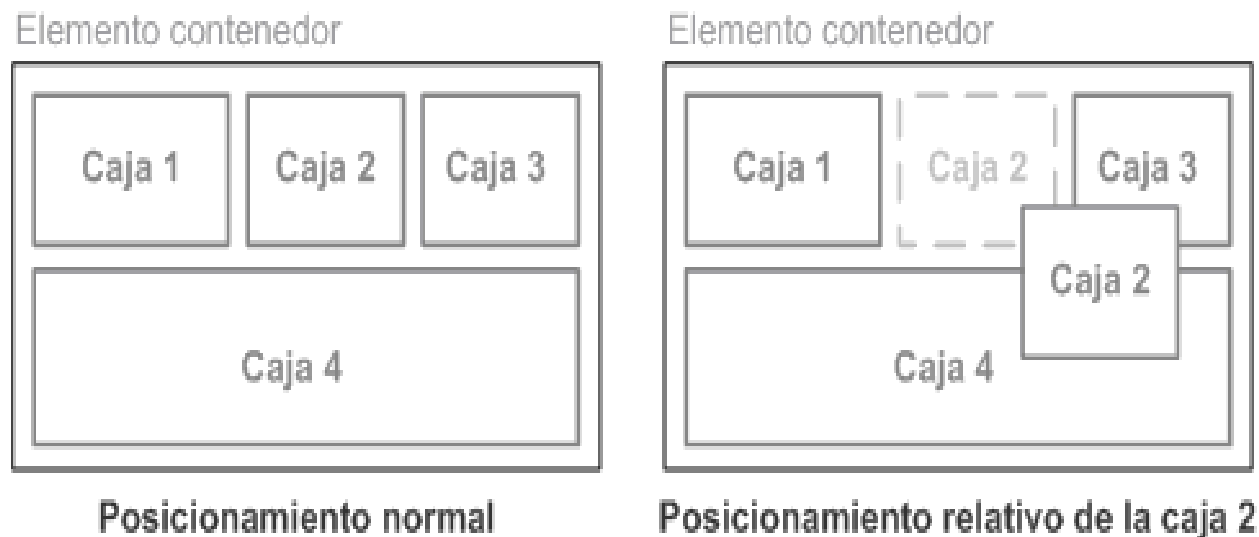 Elemento contenedor
Caja 1
Caja 2
Caja 3
Caja 4
Posicionamiento normal
Elemento contenedor
Caja 1
Caja 2
Caja 3
Caja 2
Caja 4
Posicionamiento relativo de la caja 2